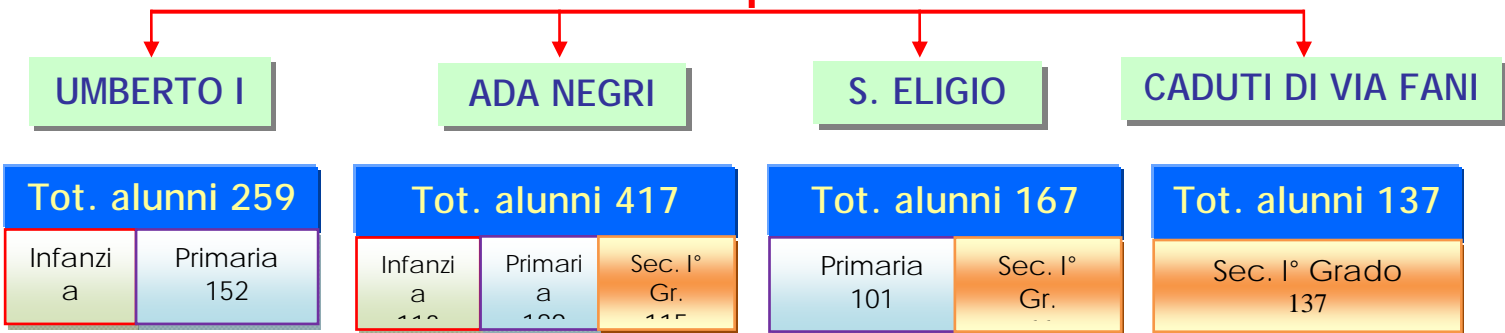 UMBERTO I
ADA NEGRI
S. ELIGIO
CADUTI DI VIA FANI
Tot. alunni 259
Infanzi
a
Primaria
152
Tot. alunni 417
Infanzi
a
Primari
a
Sec. I°
Gr.
Tot. alunni 167
Primaria
101
Sec. I°
Gr.
Tot. alunni 137
Sec. I° Grado
137